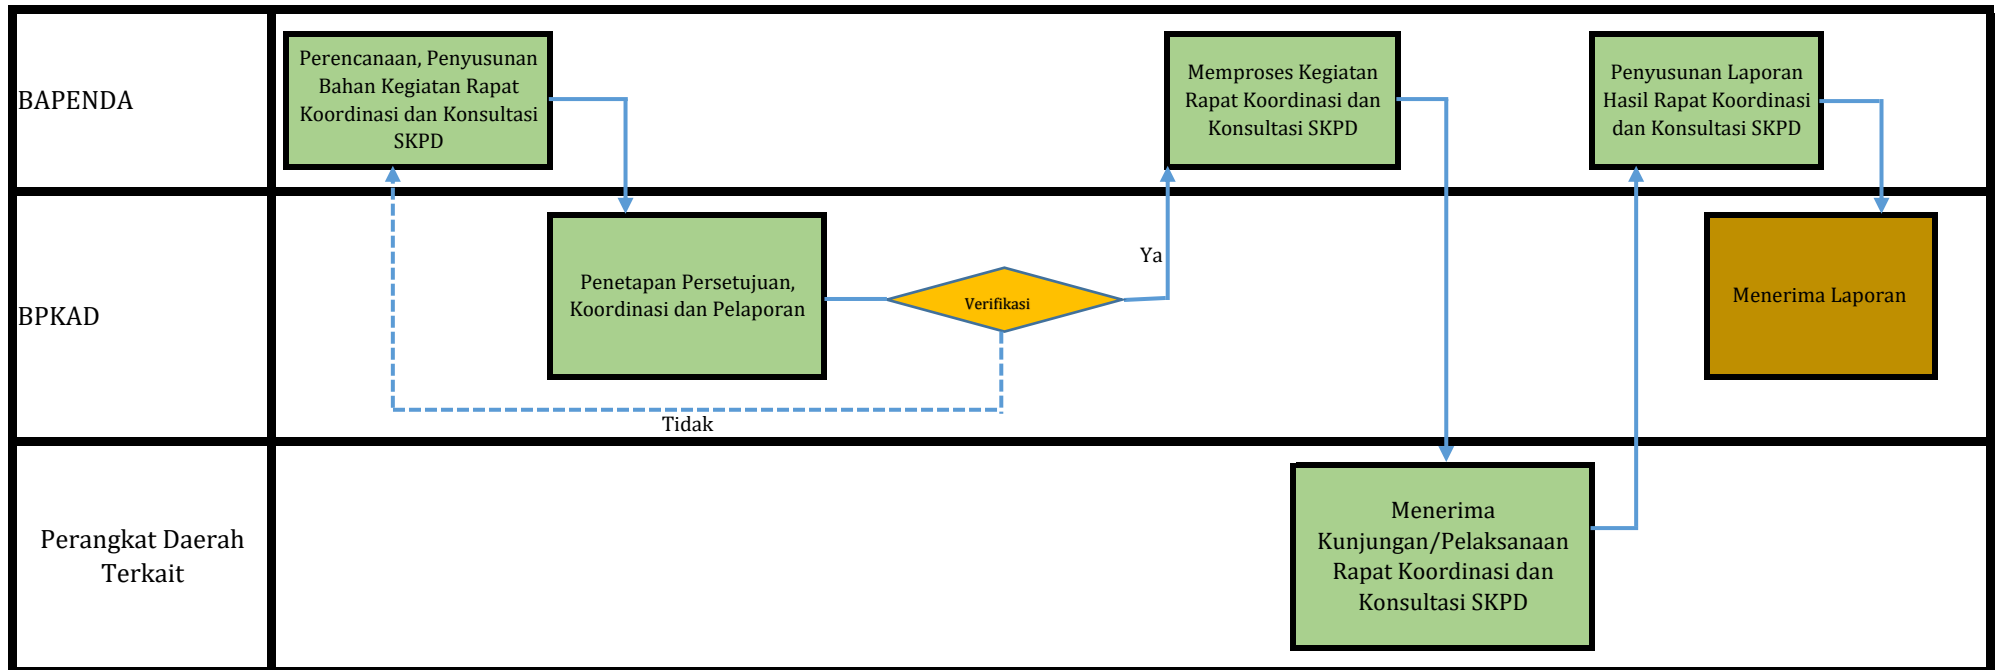 BAPENDA
Perencanaan, Penyusunan
Bahan Kegiatan Rapat
Koordinasi dan Konsultasi
SKPD
Memproses Kegiatan
Rapat Koordinasi dan
Konsultasi SKPD
Penyusunan Laporan
Hasil Rapat Koordinasi
dan Konsultasi SKPD
BPKAD
Penetapan Persetujuan,
Koordinasi dan Pelaporan
Verifikasi
Ya
Tidak
Menerima Laporan
Perangkat Daerah
Terkait
Menerima
Kunjungan/Pelaksanaan
Rapat Koordinasi dan
Konsultasi SKPD